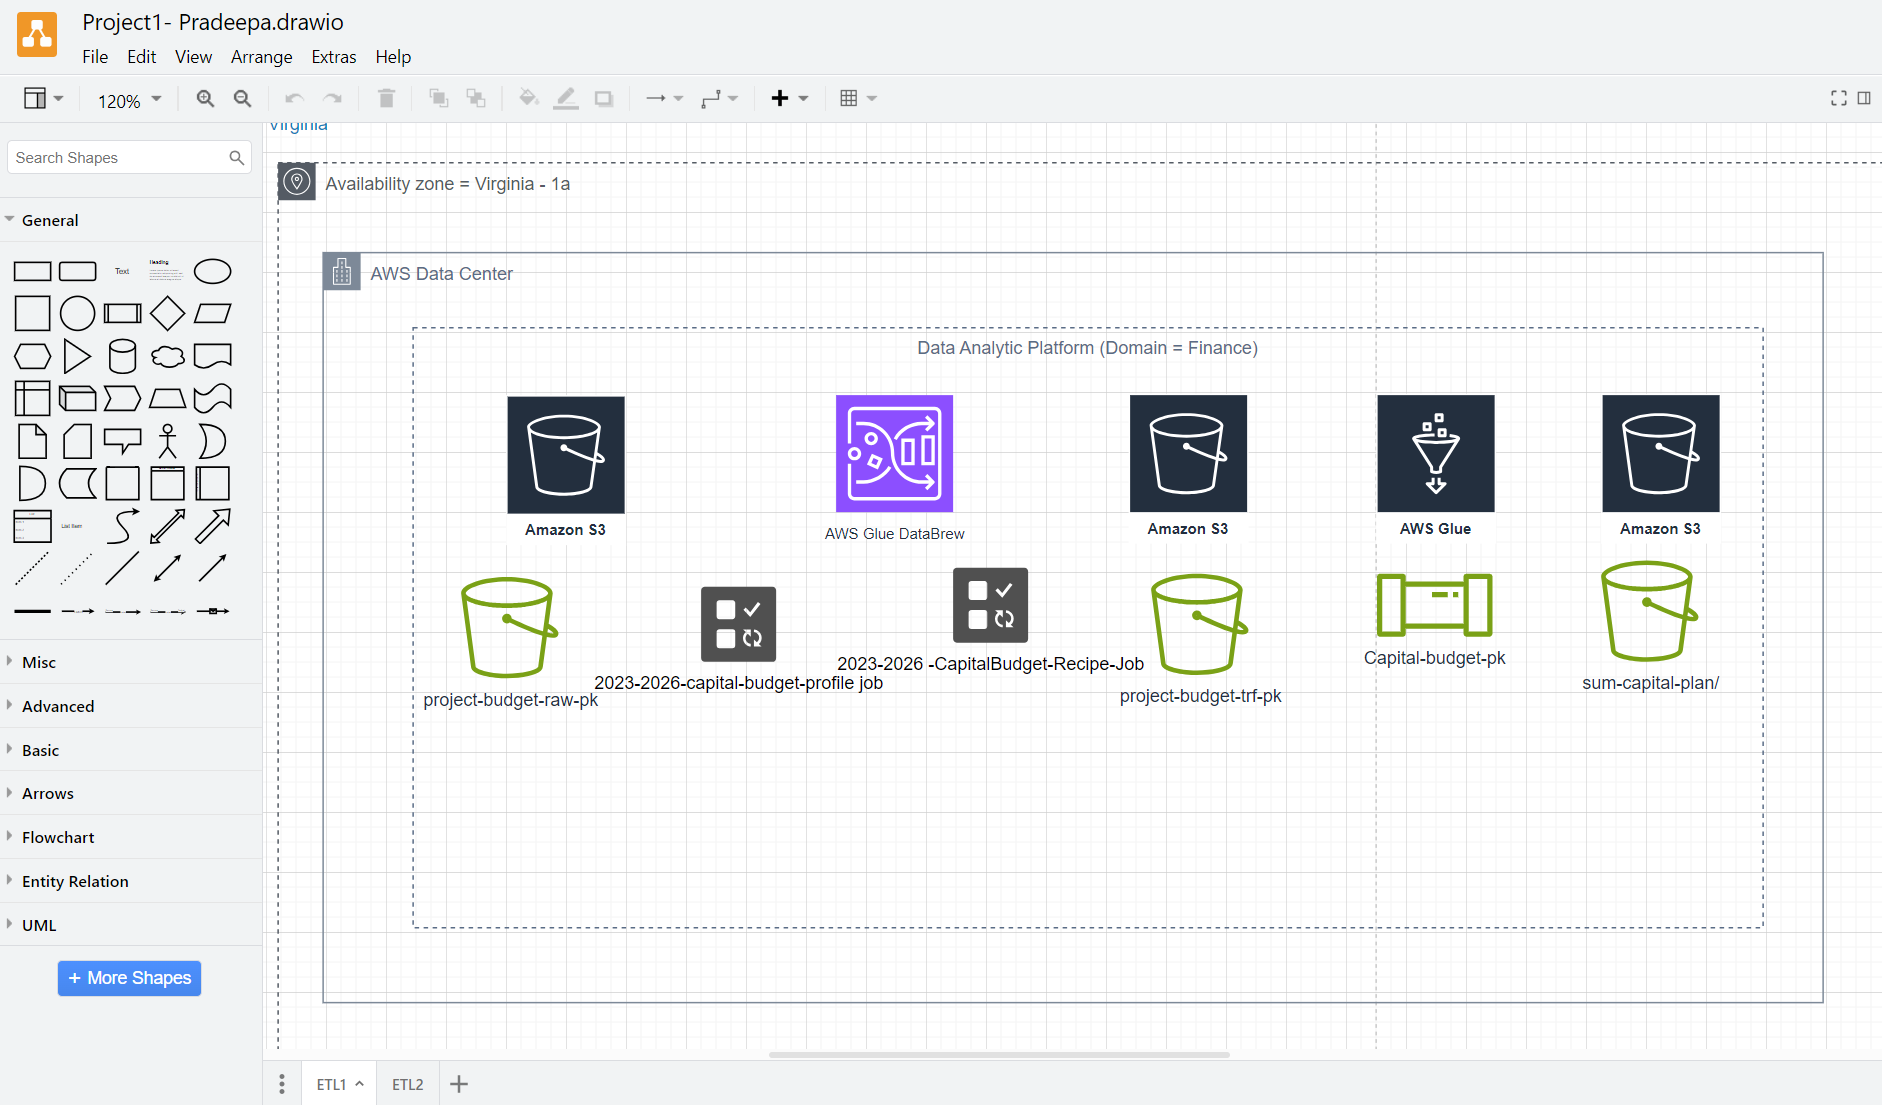 Project1- Pradeepa.drawio
File Edit View Arrange Extras Help
120%
Search Shapes
General
Text
Heading
List Item
Misc
Advanced
Basic
Arrows
Flowchart
Entity Relation
UML
+ More Shapes
Virginia
Availability zone = Virginia - 1a
AWS Data Center
Data Analytic Platform (Domain = Finance)
Amazon S3
AWS Glue DataBrew
Amazon S3
AWS Glue
Amazon S3
project-budget-raw-pk
2023-2026-capital-budget-profile job
2023-2026 -CapitalBudget-Recipe-Job
project-budget-trf-pk
Capital-budget-pk
sum-capital-plan/
ETL1
ETL2